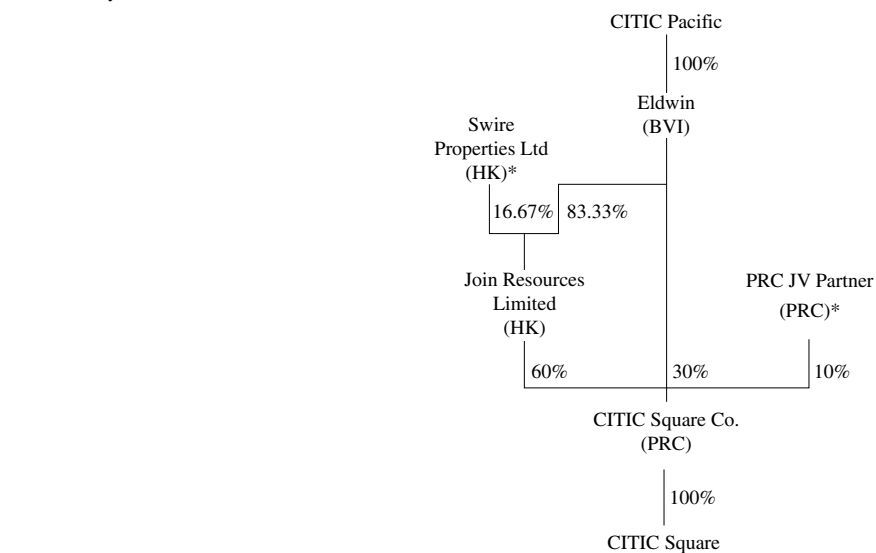 CITIC Pacific
100%
Eldwin
(BVI)
Swire
Properties Ltd
(HK)*
16.67%
83.33%
Join Resources
Limited
(HK)
PRC JV Partner
(PRC)*
60%
30%
10%
CITIC Square Co.
(PRC)
100%
CITIC Square